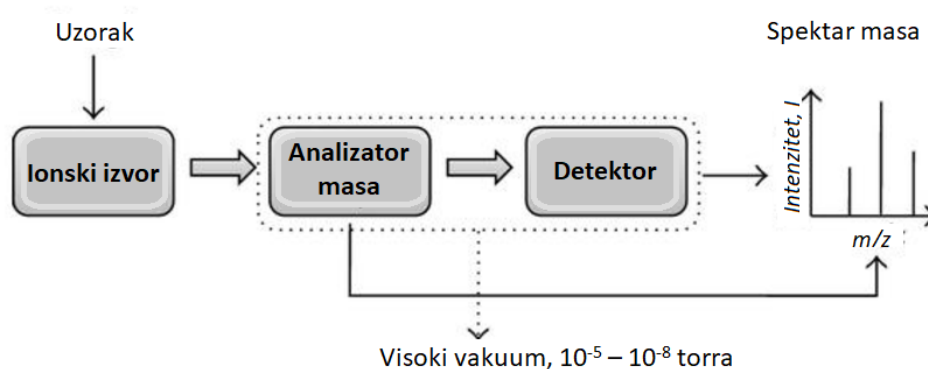 Uzorak
Spektar masa
Ionski izvor
Analizator
masa
Detektor
Intenzitet, I
m/z
Visoki vakuum, 10⁻⁵ – 10⁻⁸ torra